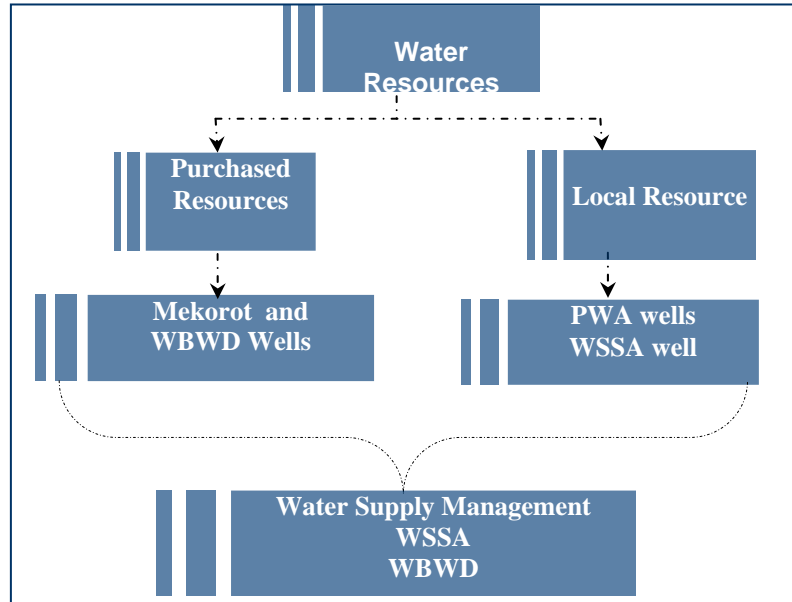 Water
Resources
Purchased
Resources
Local Resource
Mekorot and
WBWD Wells
PWA wells
WSSA well
Water Supply Management
WSSA
WBWD